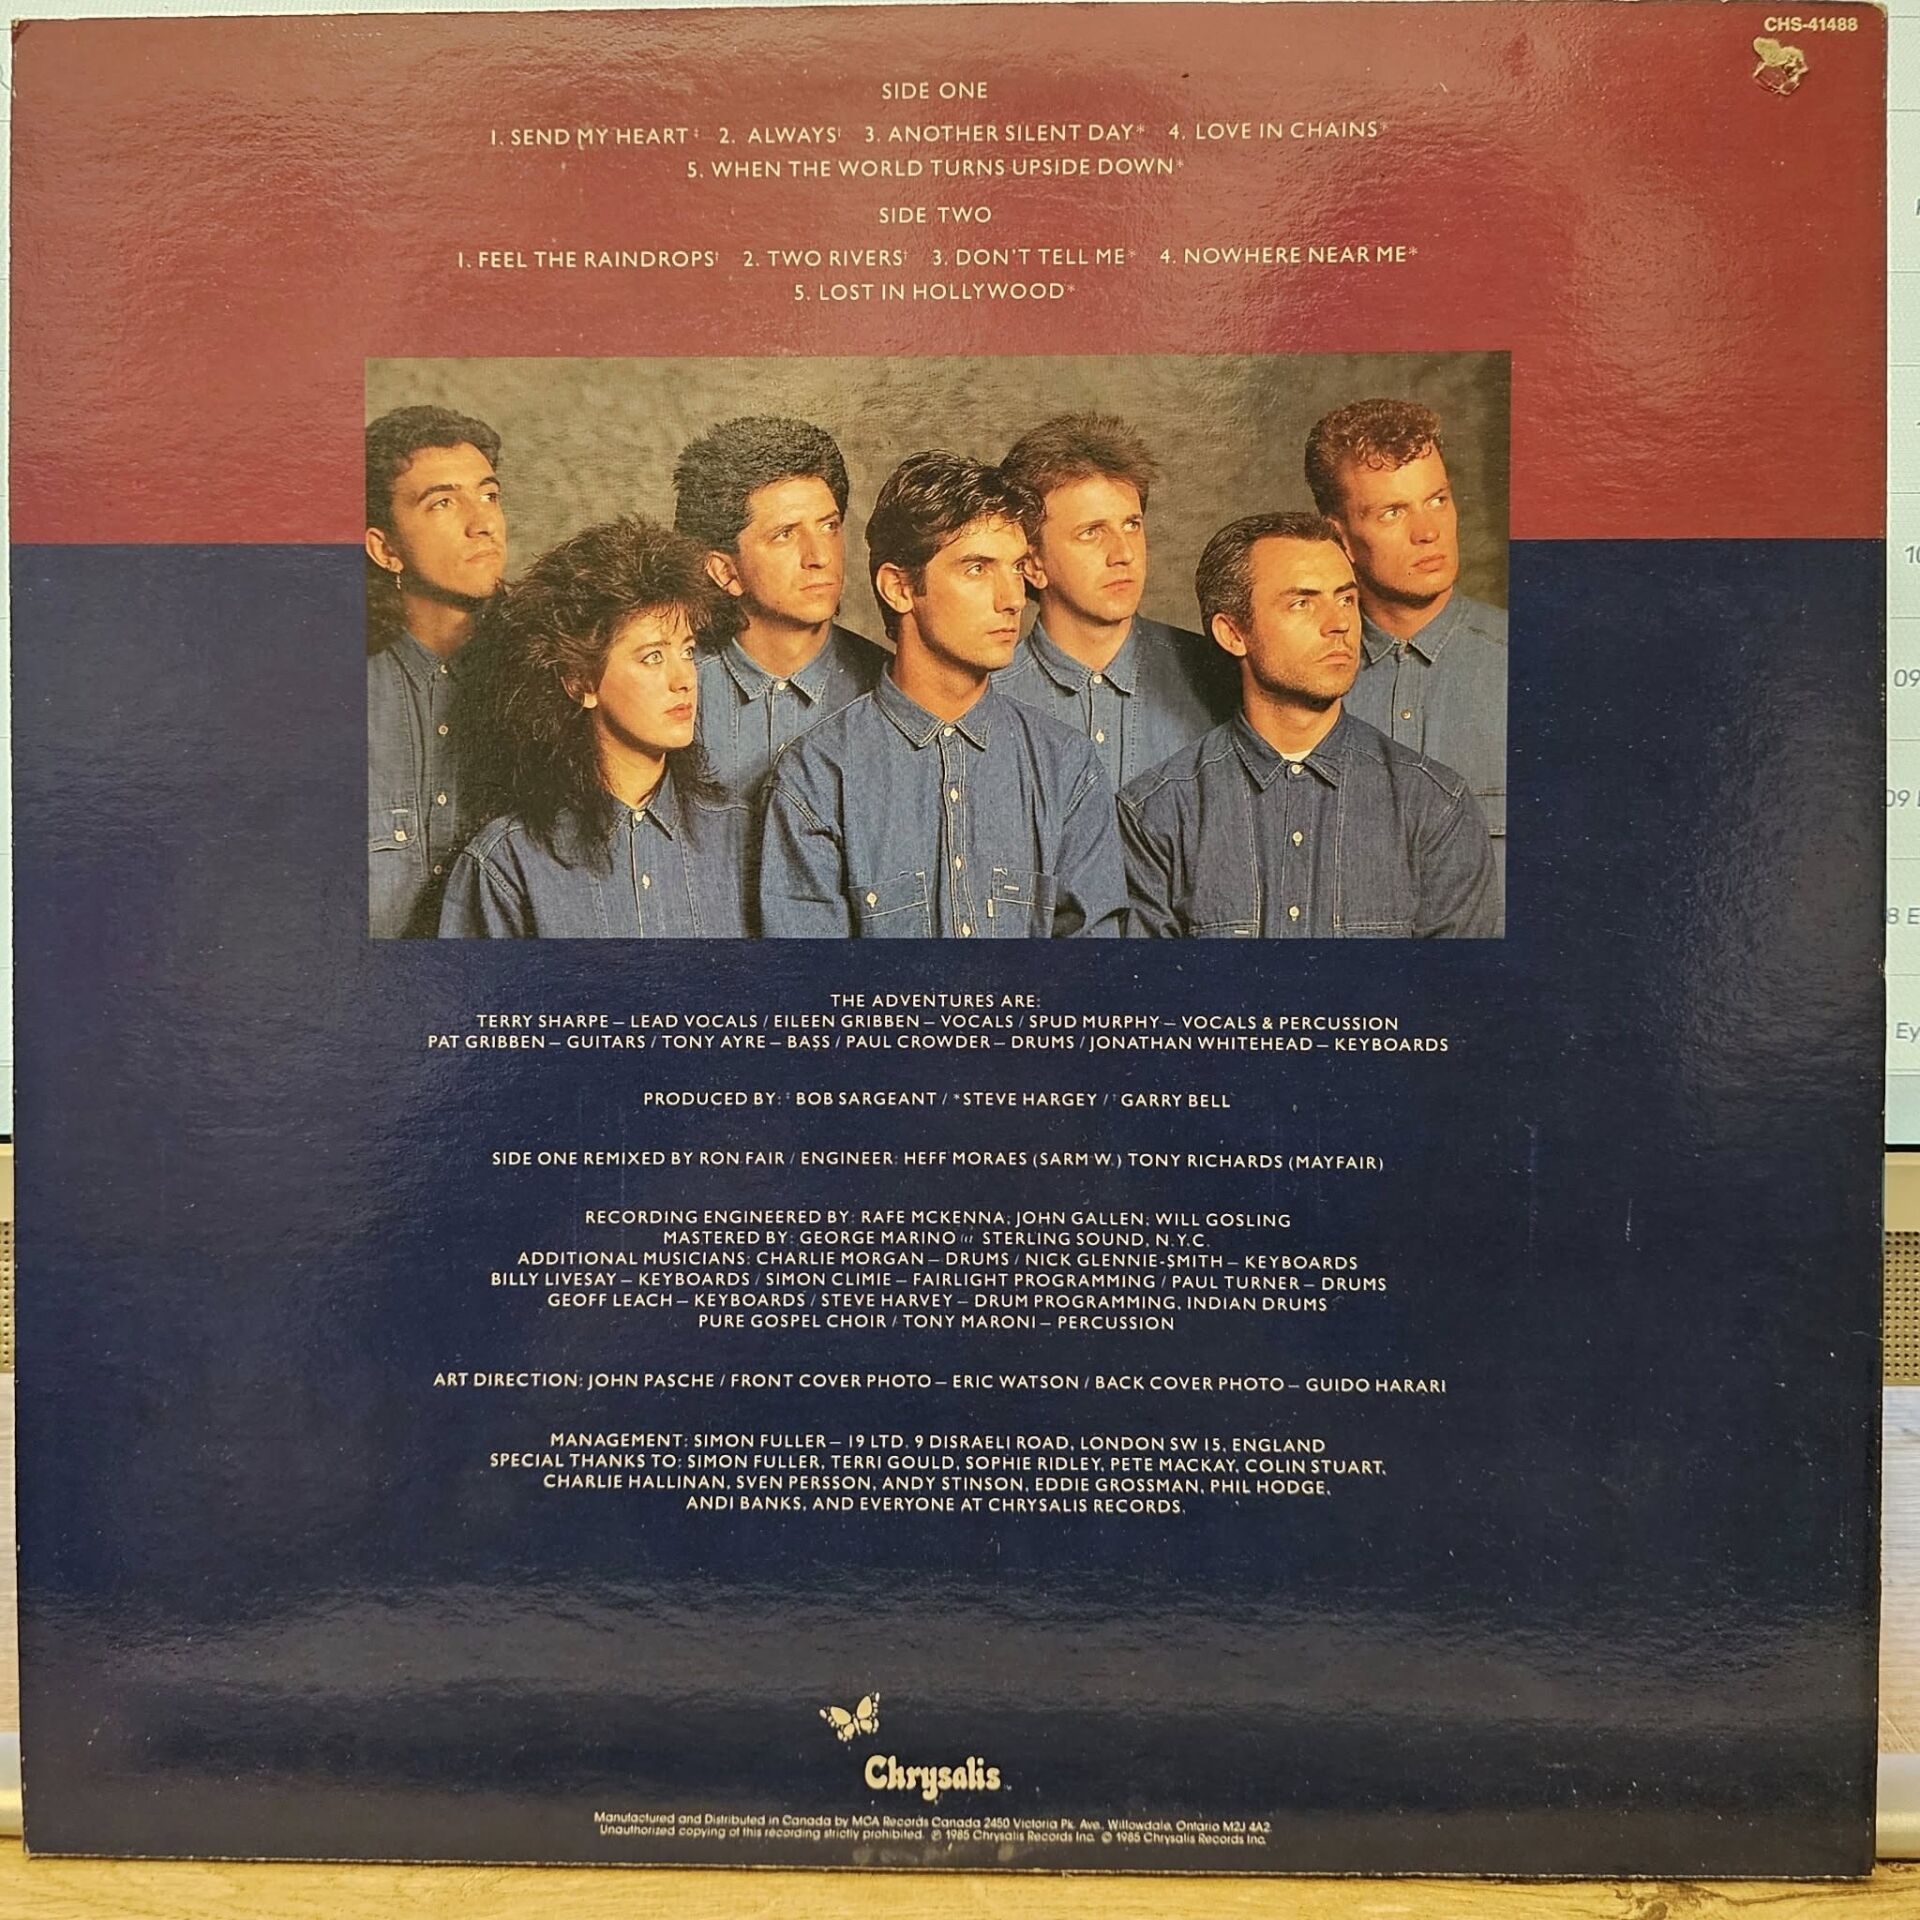 CHS-41488
SIDE ONE
1. SEND MY HEART‡ 2. ALWAYS† 3. ANOTHER SILENT DAY* 4. LOVE IN CHAINS*
5. WHEN THE WORLD TURNS UPSIDE DOWN*
SIDE TWO
1. FEEL THE RAINDROPS† 2. TWO RIVERS† 3. DON'T TELL ME* 4. NOWHERE NEAR ME*
5. LOST IN HOLLYWOOD*
THE ADVENTURES ARE:
TERRY SHARPE – LEAD VOCALS / EILEEN GRIBBEN – VOCALS / SPUD MURPHY – VOCALS & PERCUSSION
PAT GRIBBEN – GUITARS / TONY AYRE – BASS / PAUL CROWDER – DRUMS / JONATHAN WHITEHEAD – KEYBOARDS
PRODUCED BY: ‡BOB SARGEANT / *STEVE HARGEY / †GARRY BELL
SIDE ONE REMIXED BY RON FAIR / ENGINEER: HEFF MORAES (SARM W.) TONY RICHARDS (MAYFAIR)
RECORDING ENGINEERED BY: RAFE MCKENNA; JOHN GALLEN; WILL GOSLING
MASTERED BY: GEORGE MARINO STERLING SOUND, N.Y.C.
ADDITIONAL MUSICIANS: CHARLIE MORGAN – DRUMS / NICK GLENNIE-SMITH – KEYBOARDS
BILLY LIVESAY – KEYBOARDS / SIMON CLIMIE – FAIRLIGHT PROGRAMMING / PAUL TURNER – DRUMS
GEOFF LEACH – KEYBOARDS / STEVE HARVEY – DRUM PROGRAMMING, INDIAN DRUMS
PURE GOSPEL CHOIR / TONY MARONI – PERCUSSION
ART DIRECTION: JOHN PASCHE / FRONT COVER PHOTO – ERIC WATSON / BACK COVER PHOTO – GUIDO HARARI
MANAGEMENT: SIMON FULLER – 19 LTD. 9 DISRAELI ROAD, LONDON SW 15, ENGLAND
SPECIAL THANKS TO: SIMON FULLER, TERRI GOULD, SOPHIE RIDLEY, PETE MACKAY, COLIN STUART,
CHARLIE HALLINAN, SVEN PERSSON, ANDY STINSON, EDDIE GROSSMAN, PHIL HODGE,
ANDI BANKS, AND EVERYONE AT CHRYSALIS RECORDS.
Chrysalis
Manufactured and Distributed in Canada by MCA Records Canada 2450 Victoria Pk. Ave., Willowdale, Ontario M2J 4A2
Unauthorized copying of this recording strictly prohibited. ℗ 1985 Chrysalis Records Inc. © 1985 Chrysalis Records Inc.